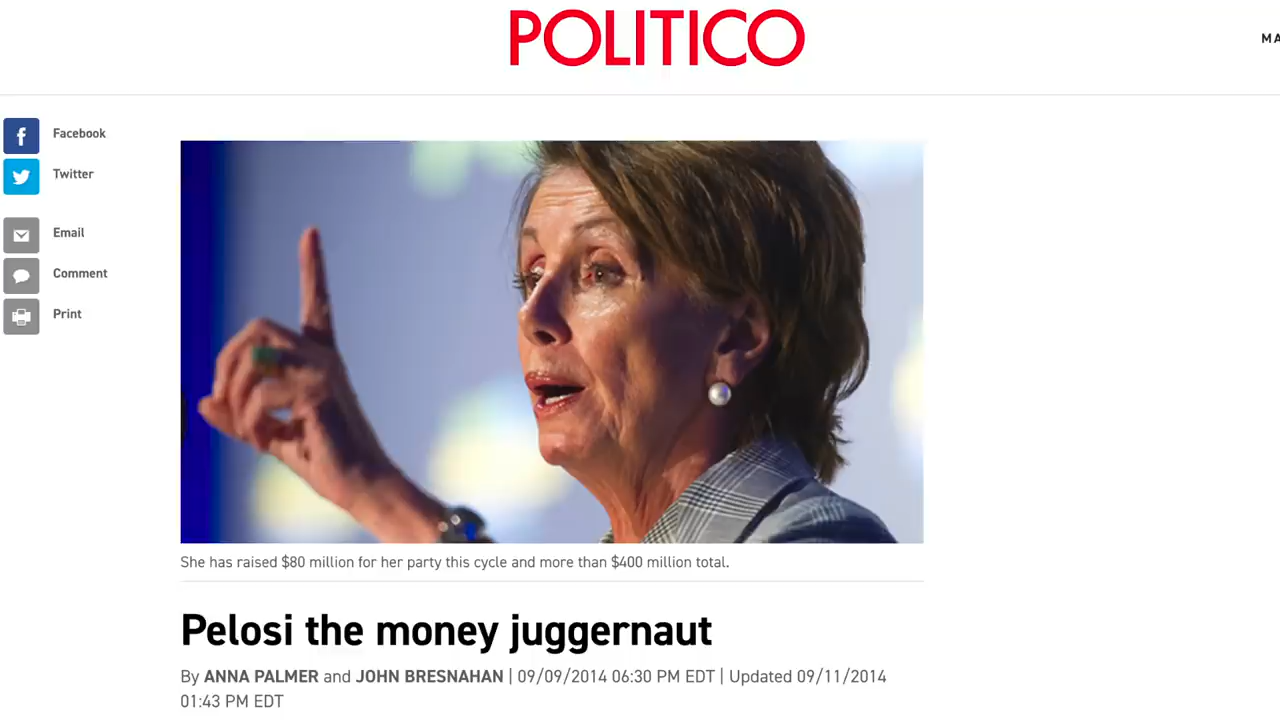 POLITICO
MA
Facebook
Twitter
Email
Comment
Print
She has raised $80 million for her party this cycle and more than $400 million total.
Pelosi the money juggernaut
By ANNA PALMER and JOHN BRESNAHAN | 09/09/2014 06:30 PM EDT | Updated 09/11/2014
01:43 PM EDT